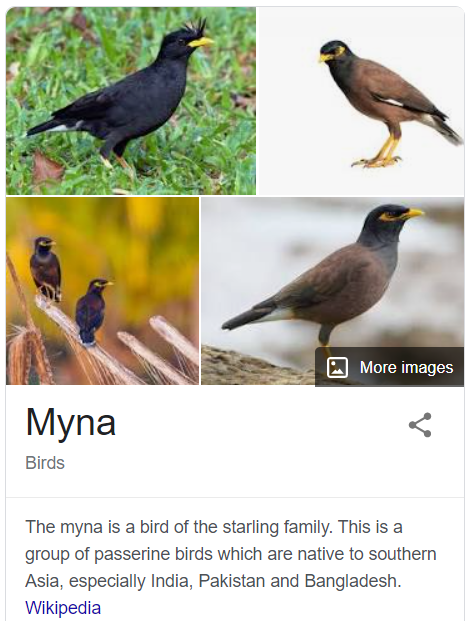 More images
Myna
Birds
The myna is a bird of the starling family. This is a
group of passerine birds which are native to southern
Asia, especially India, Pakistan and Bangladesh.
Wikipedia